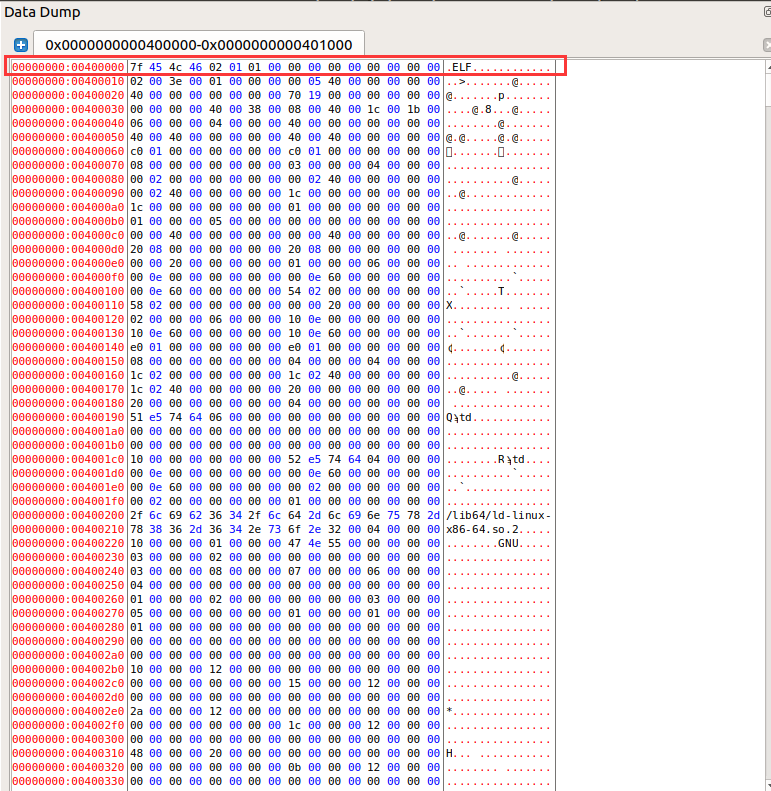 Data Dump
0x0000000000400000-0x0000000000401000
00000000:00400000 7f 45 4c 46 02 01 01 00 00 00 00 00 00 00 00 00 .ELF............
00000000:00400010 02 00 3e 00 01 00 00 00 00 05 40 00 00 00 00 00 ..>.......@.....
00000000:00400020 40 00 00 00 00 00 00 00 70 19 00 00 00 00 00 00 @.......p.......
00000000:00400030 00 00 00 00 40 00 38 00 08 00 40 00 1c 00 1b 00 ....@.8...@.....
00000000:00400040 06 00 00 00 04 00 00 00 40 00 00 00 00 00 00 00 ........@.......
00000000:00400050 40 00 40 00 00 00 00 00 40 00 40 00 00 00 00 00 @.@.....@.@.....
00000000:00400060 c0 01 00 00 00 00 00 00 c0 01 00 00 00 00 00 00 ▯.......▯.......
00000000:00400070 08 00 00 00 00 00 00 00 03 00 00 00 04 00 00 00 ................
00000000:00400080 00 02 00 00 00 00 00 00 00 02 40 00 00 00 00 00 ..........@.....
00000000:00400090 00 02 40 00 00 00 00 00 1c 00 00 00 00 00 00 00 ..@.............
00000000:004000a0 1c 00 00 00 00 00 00 00 01 00 00 00 00 00 00 00 ................
00000000:004000b0 01 00 00 00 05 00 00 00 00 00 00 00 00 00 00 00 ................
00000000:004000c0 00 00 40 00 00 00 00 00 00 00 40 00 00 00 00 00 ..@.......@.....
00000000:004000d0 20 08 00 00 00 00 00 00 20 08 00 00 00 00 00 00  ....... .......
00000000:004000e0 00 00 20 00 00 00 00 00 01 00 00 00 06 00 00 00 .. .............
00000000:004000f0 00 0e 00 00 00 00 00 00 00 0e 60 00 00 00 00 00 ..........`.....
00000000:00400100 00 0e 60 00 00 00 00 00 54 02 00 00 00 00 00 00 ..`.....T.......
00000000:00400110 58 02 00 00 00 00 00 00 00 00 20 00 00 00 00 00 X......... .....
00000000:00400120 02 00 00 00 06 00 00 00 10 0e 00 00 00 00 00 00 ................
00000000:00400130 10 0e 60 00 00 00 00 00 10 0e 60 00 00 00 00 00 ..`.......`.....
00000000:00400140 e0 01 00 00 00 00 00 00 e0 01 00 00 00 00 00 00 ¢.......¢.......
00000000:00400150 08 00 00 00 00 00 00 00 04 00 00 00 04 00 00 00 ................
00000000:00400160 1c 02 00 00 00 00 00 00 1c 02 40 00 00 00 00 00 ..........@.....
00000000:00400170 1c 02 40 00 00 00 00 00 20 00 00 00 00 00 00 00 ..@..... .......
00000000:00400180 20 00 00 00 00 00 00 00 04 00 00 00 00 00 00 00  ...............
00000000:00400190 51 e5 74 64 06 00 00 00 00 00 00 00 00 00 00 00 Qtd............
00000000:004001a0 00 00 00 00 00 00 00 00 00 00 00 00 00 00 00 00 ................
00000000:004001b0 00 00 00 00 00 00 00 00 00 00 00 00 00 00 00 00 ................
00000000:004001c0 10 00 00 00 00 00 00 00 52 e5 74 64 04 00 00 00 ........Rtd....
00000000:004001d0 00 0e 00 00 00 00 00 00 00 0e 60 00 00 00 00 00 ..........`.....
00000000:004001e0 00 0e 60 00 00 00 00 00 00 02 00 00 00 00 00 00 ..`.............
00000000:004001f0 00 02 00 00 00 00 00 00 01 00 00 00 00 00 00 00 ................
00000000:00400200 2f 6c 69 62 36 34 2f 6c 64 2d 6c 69 6e 75 78 2d /lib64/ld-linux-
00000000:00400210 78 38 36 2d 36 34 2e 73 6f 2e 32 00 04 00 00 00 x86-64.so.2.....
00000000:00400220 10 00 00 00 01 00 00 00 47 4e 55 00 00 00 00 00 ........GNU.....
00000000:00400230 03 00 00 00 02 00 00 00 00 00 00 00 00 00 00 00 ................
00000000:00400240 03 00 00 00 08 00 00 00 07 00 00 00 06 00 00 00 ................
00000000:00400250 04 00 00 00 00 00 00 00 00 00 00 00 00 00 00 00 ................
00000000:00400260 01 00 00 00 02 00 00 00 00 00 00 00 03 00 00 00 ................
00000000:00400270 05 00 00 00 00 00 00 00 01 00 00 00 01 00 00 00 ................
00000000:00400280 01 00 00 00 00 00 00 00 00 00 00 00 00 00 00 00 ................
00000000:00400290 00 00 00 00 00 00 00 00 00 00 00 00 00 00 00 00 ................
00000000:004002a0 00 00 00 00 00 00 00 00 00 00 00 00 00 00 00 00 ................
00000000:004002b0 10 00 00 00 12 00 00 00 00 00 00 00 00 00 00 00 ................
00000000:004002c0 00 00 00 00 00 00 00 00 15 00 00 00 12 00 00 00 ................
00000000:004002d0 00 00 00 00 00 00 00 00 00 00 00 00 00 00 00 00 ................
00000000:004002e0 2a 00 00 00 12 00 00 00 00 00 00 00 00 00 00 00 *...............
00000000:004002f0 00 00 00 00 00 00 00 00 1c 00 00 00 12 00 00 00 ................
00000000:00400300 00 00 00 00 00 00 00 00 00 00 00 00 00 00 00 00 ................
00000000:00400310 48 00 00 00 20 00 00 00 00 00 00 00 00 00 00 00 H... ...........
00000000:00400320 00 00 00 00 00 00 00 00 0b 00 00 00 12 00 00 00 ................
00000000:00400330 00 00 00 00 00 00 00 00 00 00 00 00 00 00 00 00 ................